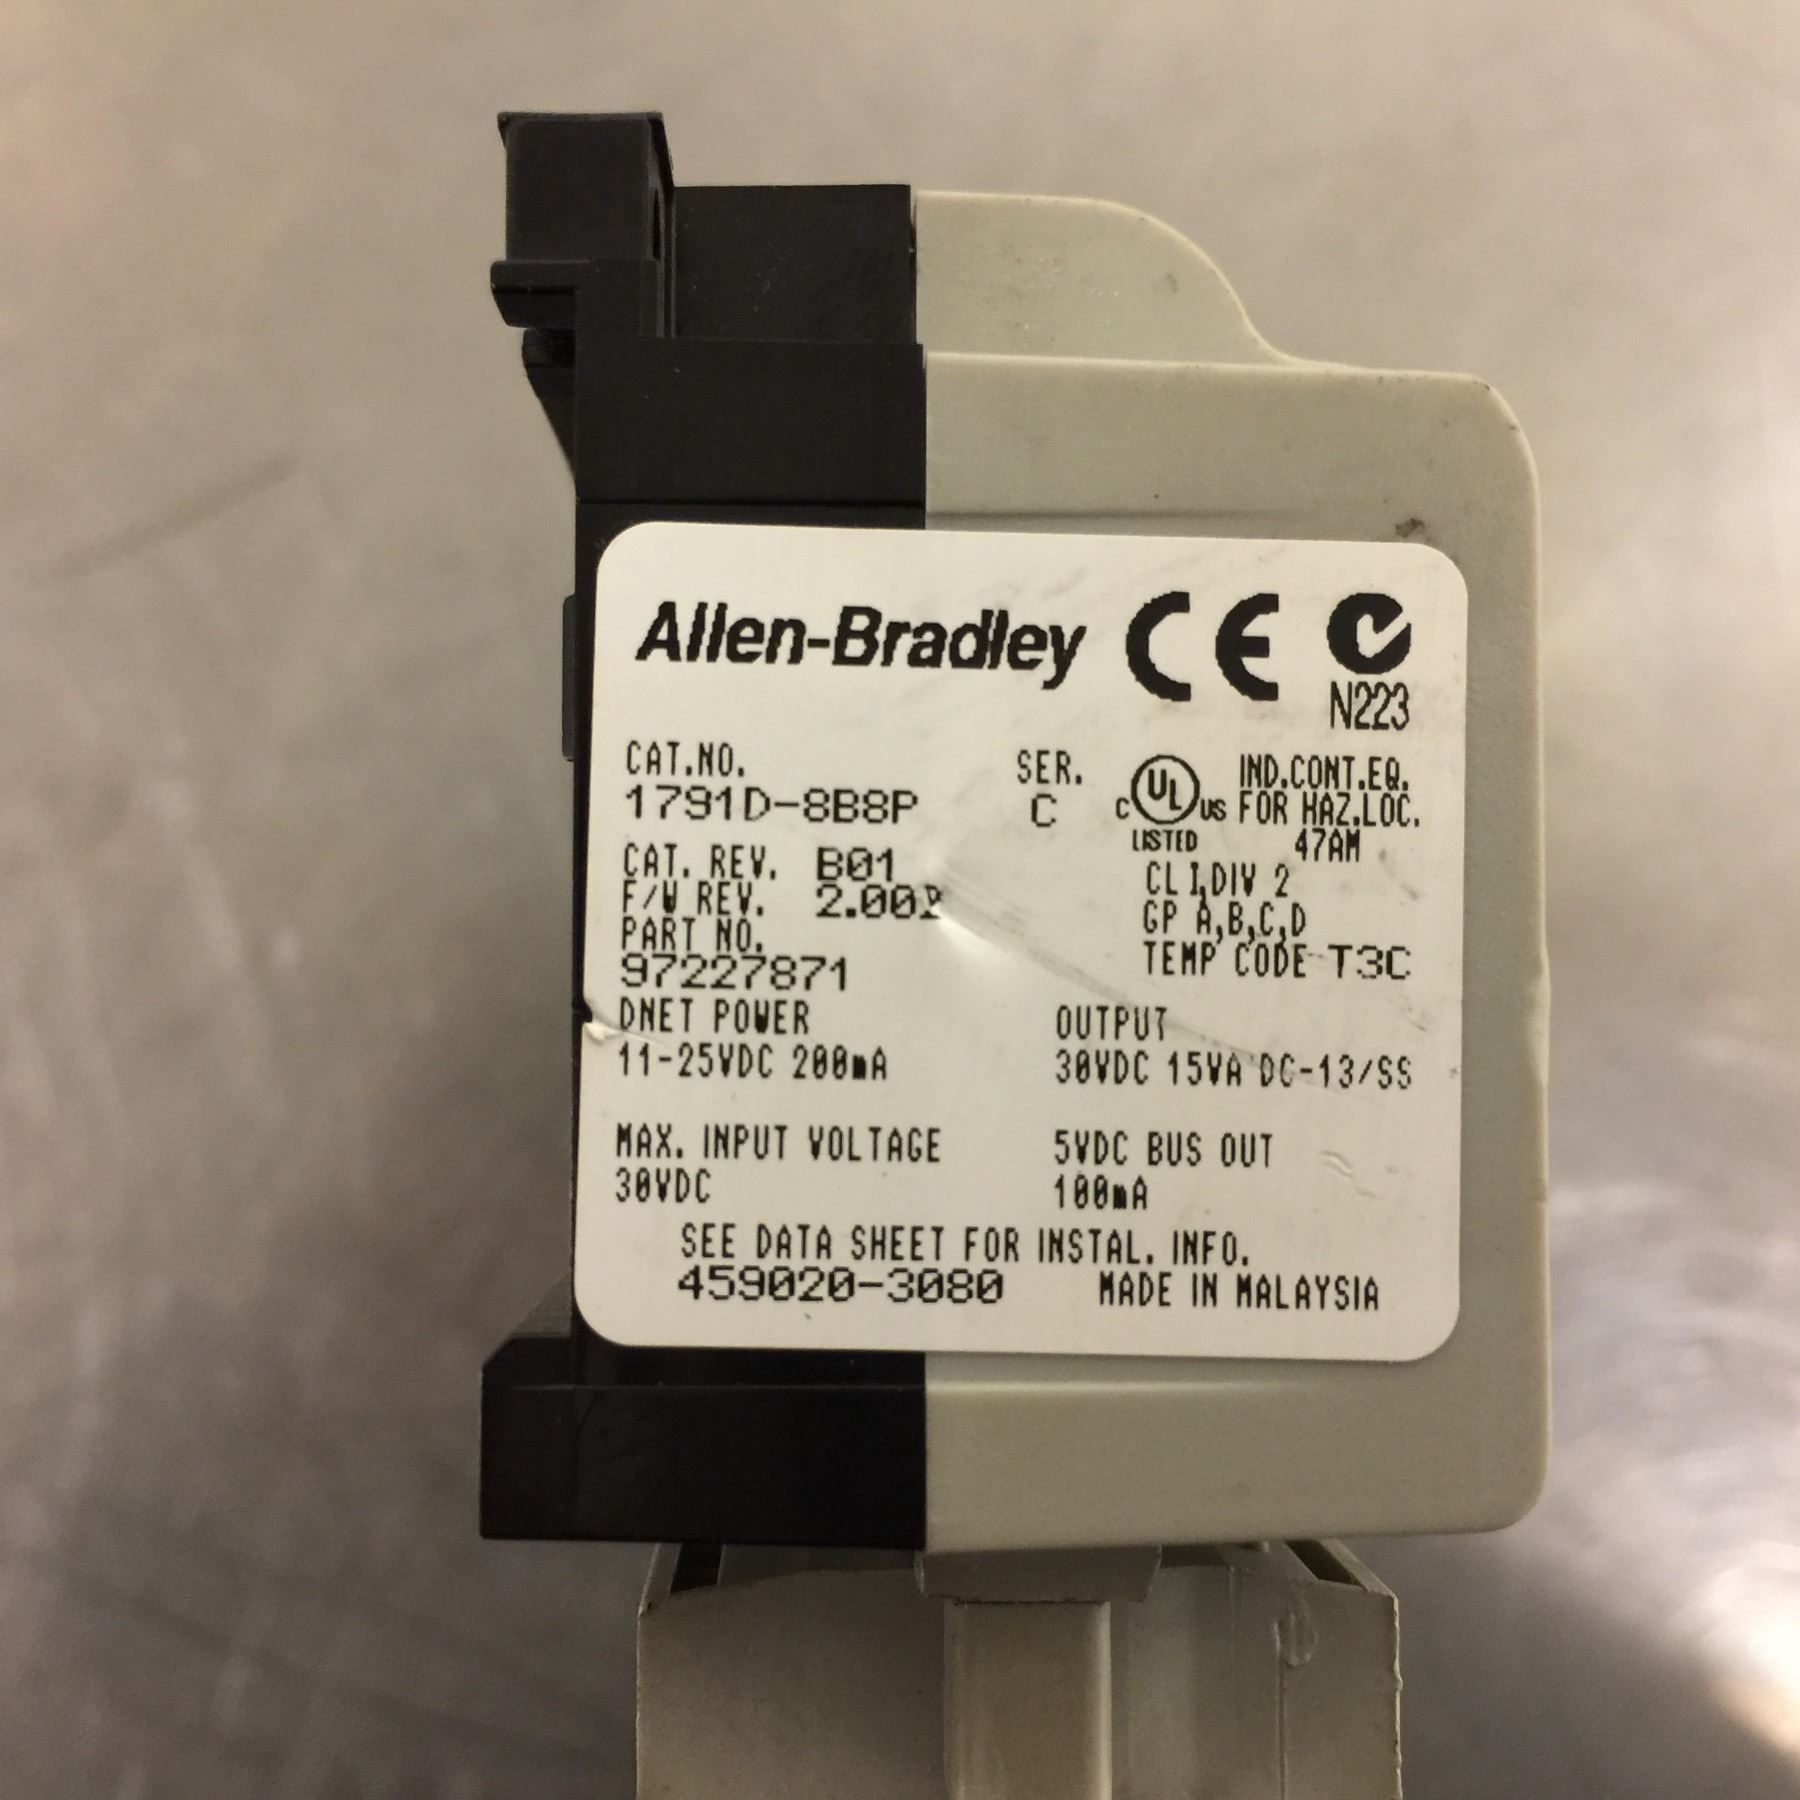 Allen-Bradley CE
N223
CAT.NO. SER.
1791D-8B8P C
C UL US
LISTED
IND.CONT.EQ.
FOR HAZ.LOC.
47AM
CAT. REV. B01
F/W REV.
PART NO.
97227871
CL I,DIV 2
GP A,B,C,D
TEMP CODE T3C
DNET POWER
11-25VDC 200mA
OUTPUT
30VDC 15VA DC-13/SS
MAX. INPUT VOLTAGE
30VDC
5VDC BUS OUT
100mA
SEE DATA SHEET FOR INSTAL. INFO.
459020-3080 MADE IN MALAYSIA